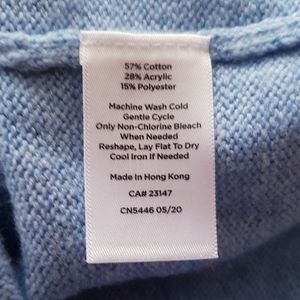 57% Cotton
28% Acrylic
15% Polyester
Machine Wash Cold
Gentle Cycle
Only Non-Chlorine Bleach
When Needed
Reshape, Lay Flat To Dry
Cool Iron If Needed
Made in Hong Kong
CA# 23147
CN5446 05/20